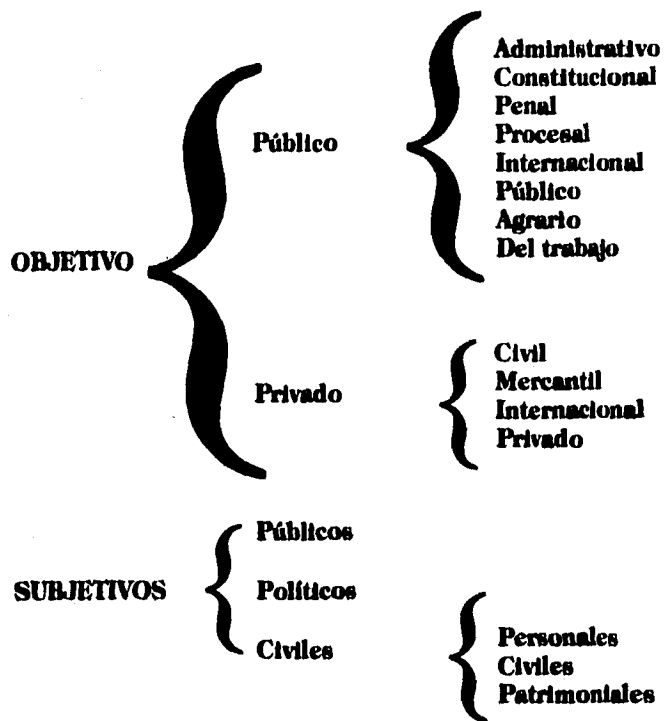 OBJETIVO
Público
Administrativo
Constitucional
Penal
Procesal
Internacional
Público
Agrario
Del trabajo
Privado
Civil
Mercantil
Internacional
Privado
SUBJETIVOS
Públicos
Políticos
Civiles
Personales
Civiles
Patrimoniales